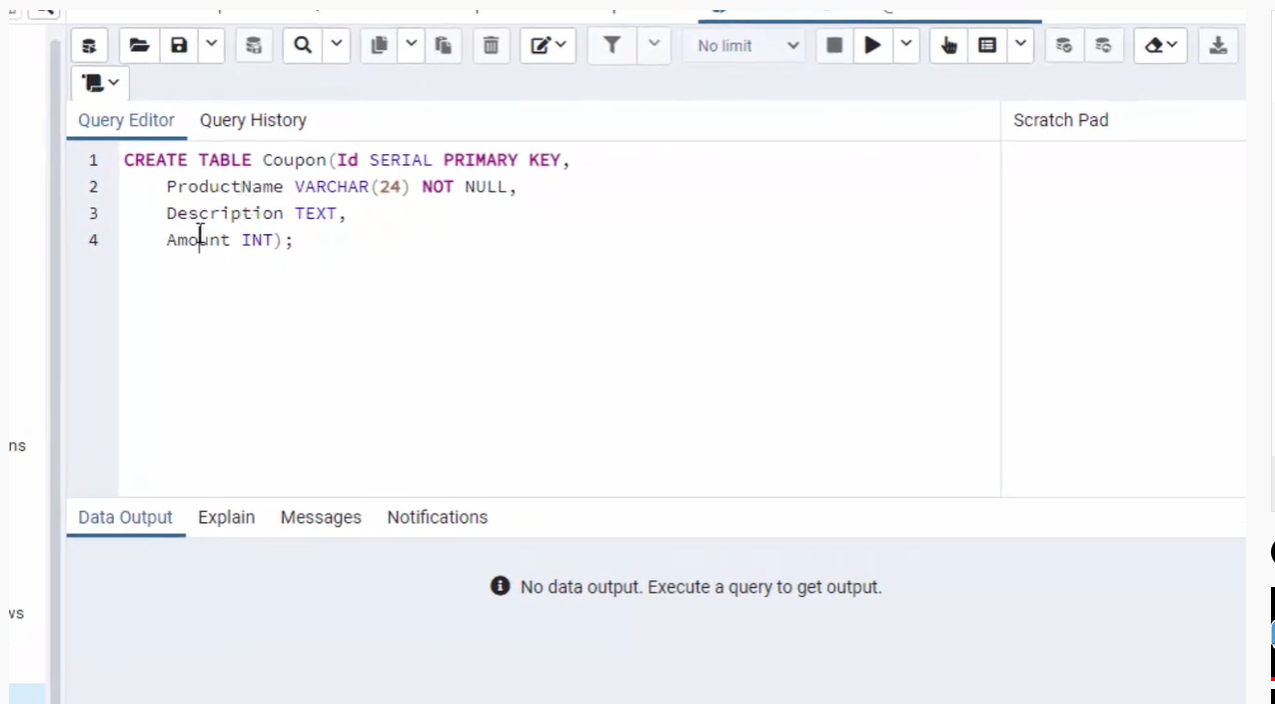 No limit
Query Editor Query History Scratch Pad
1 CREATE TABLE Coupon(Id SERIAL PRIMARY KEY,
2 ProductName VARCHAR(24) NOT NULL,
3 Description TEXT,
4 Amount INT);
ns
Data Output Explain Messages Notifications
No data output. Execute a query to get output.
ws